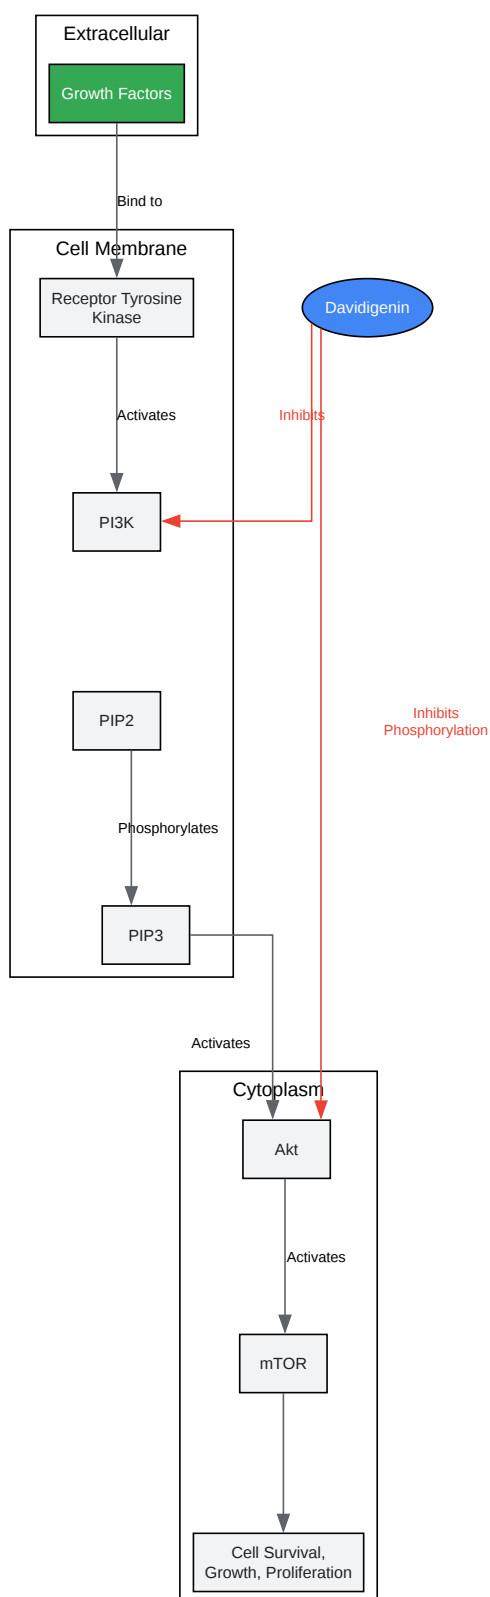 Extracellular
Growth Factors
Bind to
Cell Membrane
Receptor Tyrosine
Kinase
Davidigenin
Activates
Inhibits
PI3K
PIP2
Inhibits
Phosphorylation
Phosphorylates
PIP3
Activates
Cytoplasm
Akt
Activates
mTOR
Cell Survival,
Growth, Proliferation